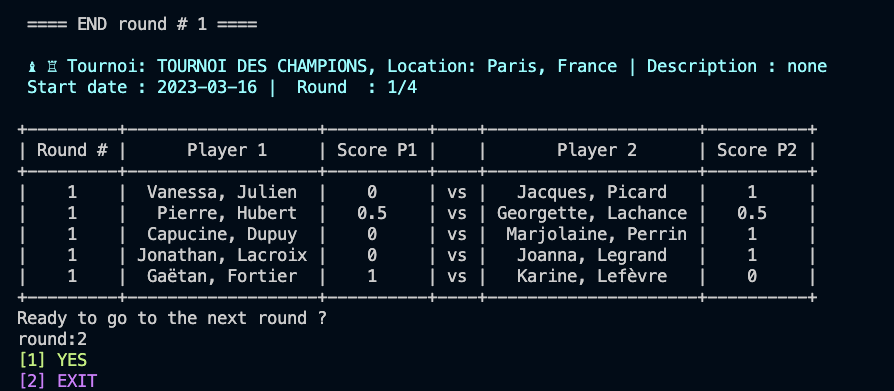 ==== END round # 1 ====
♝ ♖ Tournoi: TOURNOI DES CHAMPIONS, Location: Paris, France | Description : none
Start date : 2023-03-16 | Round : 1/4
+---------+--------------------+----------+----+----------------------+----------+
| Round # | Player 1 | Score P1 | | Player 2 | Score P2 |
+---------+--------------------+----------+----+----------------------+----------+
| 1 | Vanessa, Julien | 0 | vs | Jacques, Picard | 1 |
| 1 | Pierre, Hubert | 0.5 | vs | Georgette, Lachance | 0.5 |
| 1 | Capucine, Dupuy | 0 | vs | Marjolaine, Perrin | 1 |
| 1 | Jonathan, Lacroix | 0 | vs | Joanna, Legrand | 1 |
| 1 | Gaëtan, Fortier | 1 | vs | Karine, Lefèvre | 0 |
+---------+--------------------+----------+----+----------------------+----------+
Ready to go to the next round ?
round:2
[1] YES
[2] EXIT